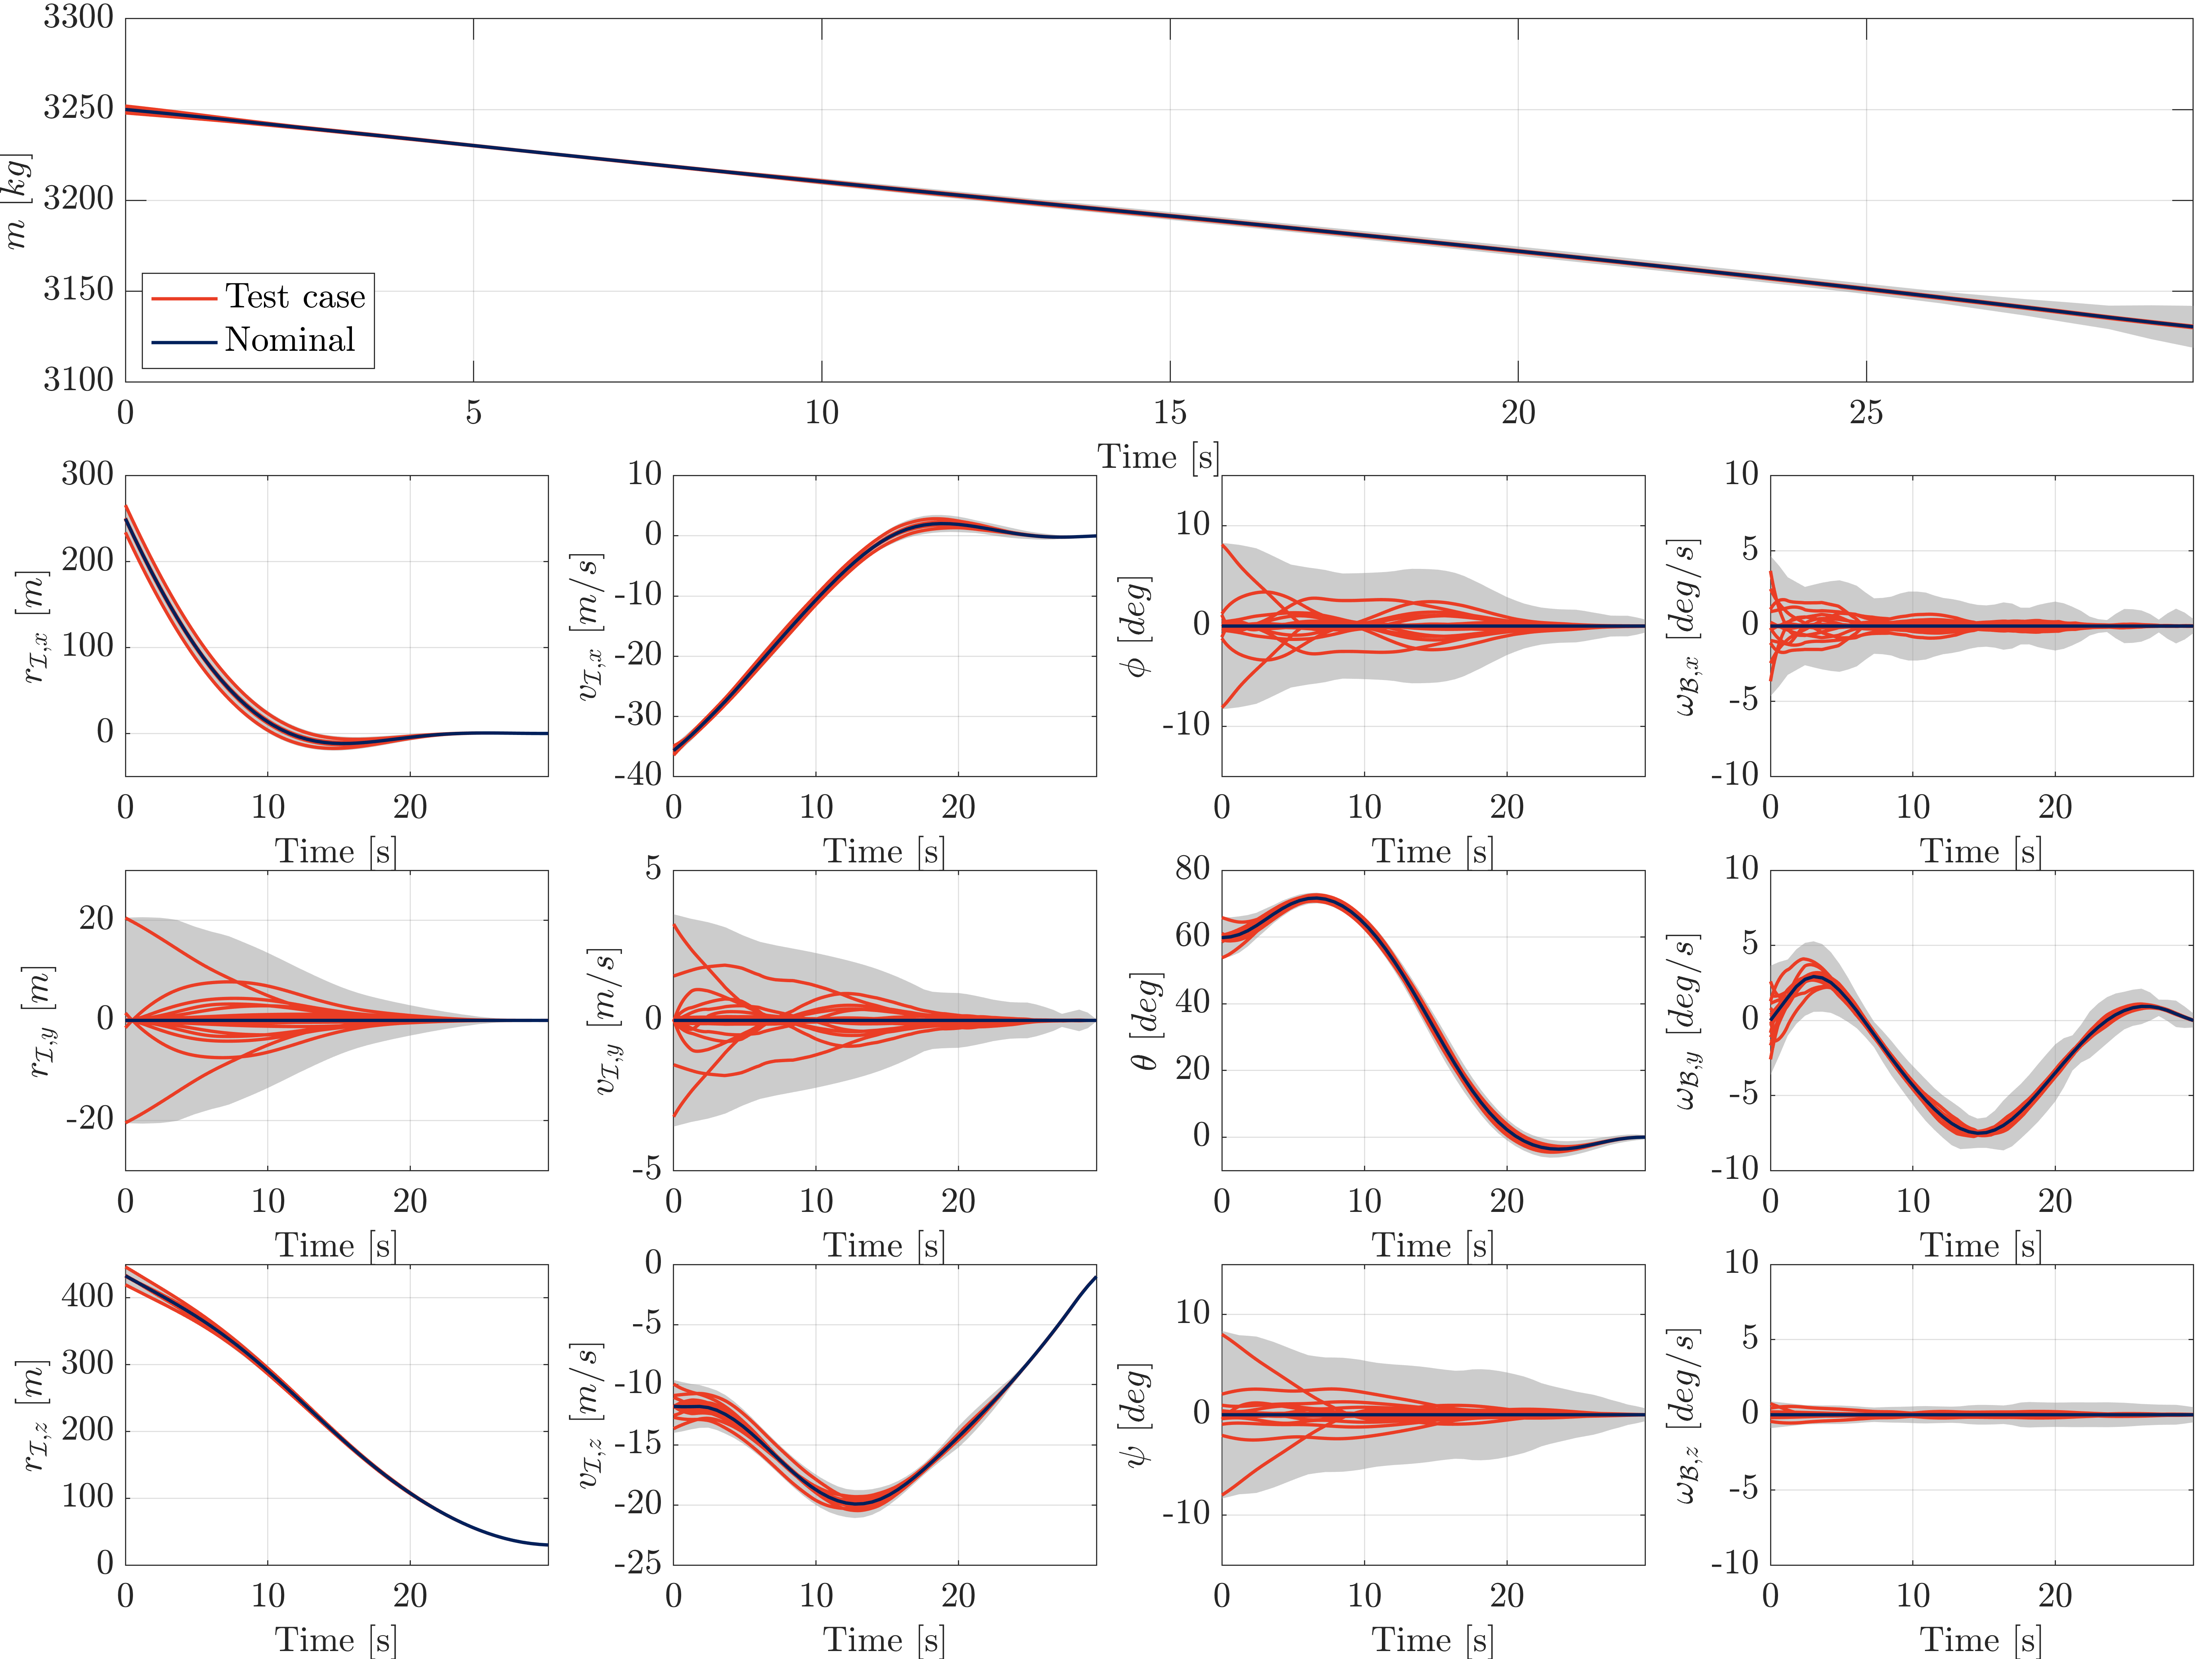 3300
3250
3200
3150
3100
m [kg]
Test case
Nominal
0 5 10 15 20 25
Time [s]
300
200
100
0
r_{I,x} [m]
0 10 20
Time [s]
10
0
-10
-20
-30
-40
v_{I,x} [m/s]
0 10 20
Time [s]
10
0
-10
ϕ [deg]
0 10 20
Time [s]
10
5
0
-5
-10
ω_{B,x} [deg/s]
0 10 20
Time [s]
20
0
-20
r_{I,y} [m]
0 10 20
Time [s]
5
0
-5
v_{I,y} [m/s]
0 10 20
Time [s]
80
60
40
20
0
θ [deg]
0 10 20
Time [s]
10
5
0
-5
-10
ω_{B,y} [deg/s]
0 10 20
Time [s]
400
300
200
100
0
r_{I,z} [m]
0 10 20
Time [s]
0
-5
-10
-15
-20
-25
v_{I,z} [m/s]
0 10 20
Time [s]
10
0
-10
ψ [deg]
0 10 20
Time [s]
10
5
0
-5
-10
ω_{B,z} [deg/s]
0 10 20
Time [s]